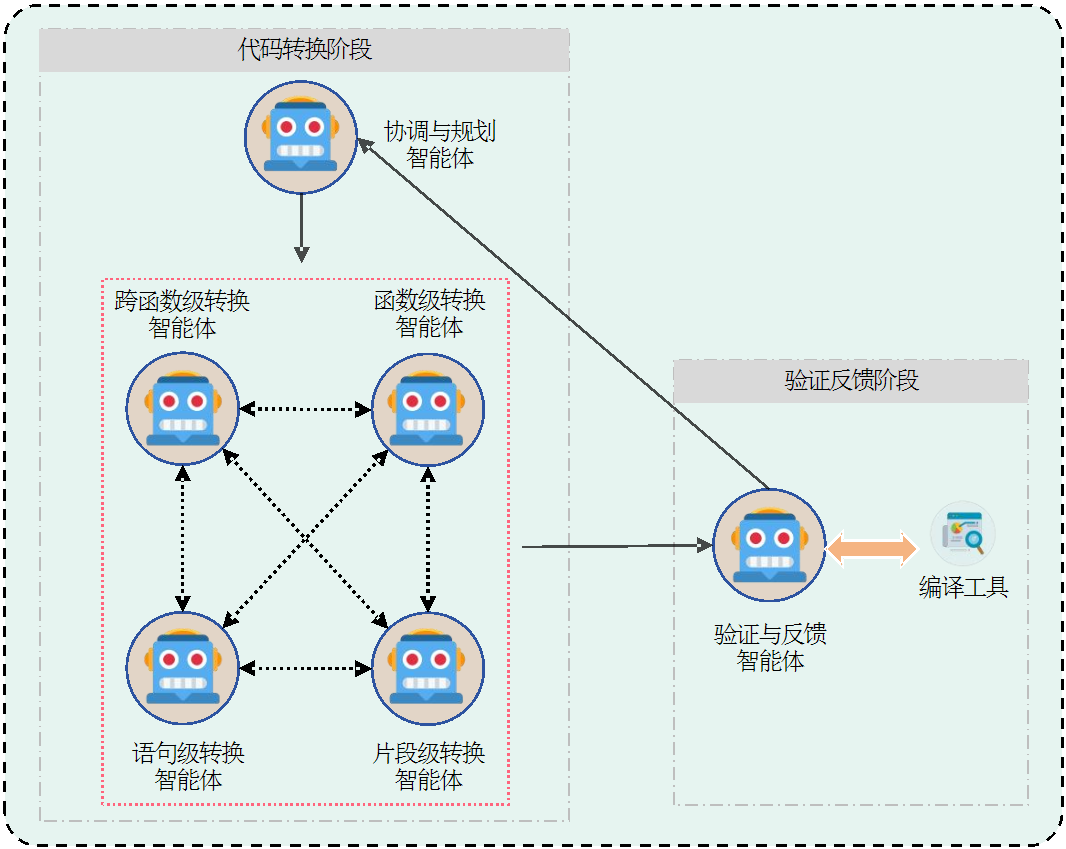 代码转换阶段
协调与规划
智能体
跨函数级转换
智能体
函数级转换
智能体
语句级转换
智能体
片段级转换
智能体
验证反馈阶段
编译工具
验证与反馈
智能体